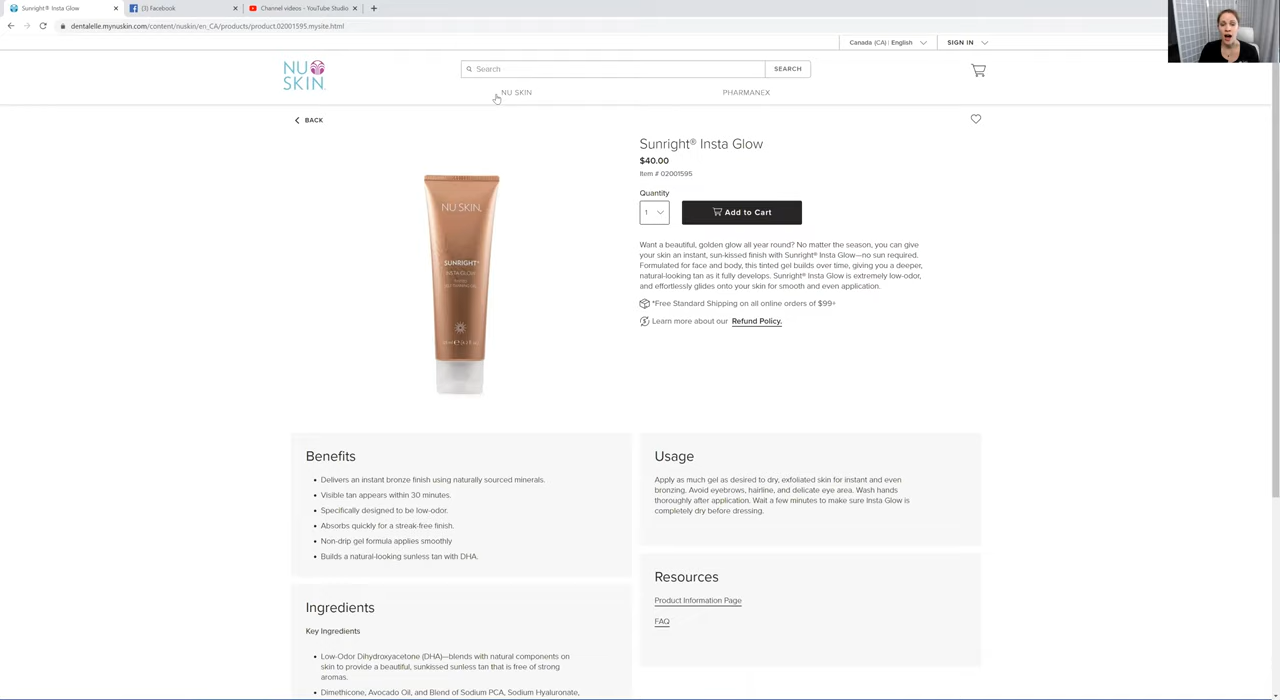 Sunright® Insta Glow
(3) Facebook
Channel videos - YouTube Studio
dentalelle.mynuskin.com/content/nuskin/en_CA/products/product.02001595.mysite.html
Canada (CA) | English
SIGN IN
NU SKIN
Search
SEARCH
NU SKIN
PHARMANEX
BACK
Sunright® Insta Glow
$40.00
Item # 02001595
Quantity
1
Add to Cart
Want a beautiful, golden glow all year round? No matter the season, you can give
your skin an instant, sun-kissed finish with Sunright® Insta Glow—no sun required.
Formulated for face and body, this tinted gel builds over time, giving you a deeper,
natural-looking tan as it fully develops. Sunright® Insta Glow is extremely low-odor,
and effortlessly glides onto your skin for smooth and even application.
*Free Standard Shipping on all online orders of $99+
Learn more about our Refund Policy.
NU SKIN.
SUNRIGHT®
INSTA GLOW
Benefits
• Delivers an instant bronze finish using naturally sourced minerals.
• Visible tan appears within 30 minutes.
• Specifically designed to be low-odor.
• Absorbs quickly for a streak-free finish.
• Non-drip gel formula applies smoothly
• Builds a natural-looking sunless tan with DHA.
Usage
Apply as much gel as desired to dry, exfoliated skin for instant and even
bronzing. Avoid eyebrows, hairline, and delicate eye area. Wash hands
thoroughly after application. Wait a few minutes to make sure Insta Glow is
completely dry before dressing.
Resources
Product Information Page
FAQ
Ingredients
Key Ingredients
• Low-Odor Dihydroxyacetone (DHA)—blends with natural components on
skin to provide a beautiful, sunkissed sunless tan that is free of strong
aromas.
• Dimethicone, Avocado Oil, and Blend of Sodium PCA, Sodium Hyaluronate,